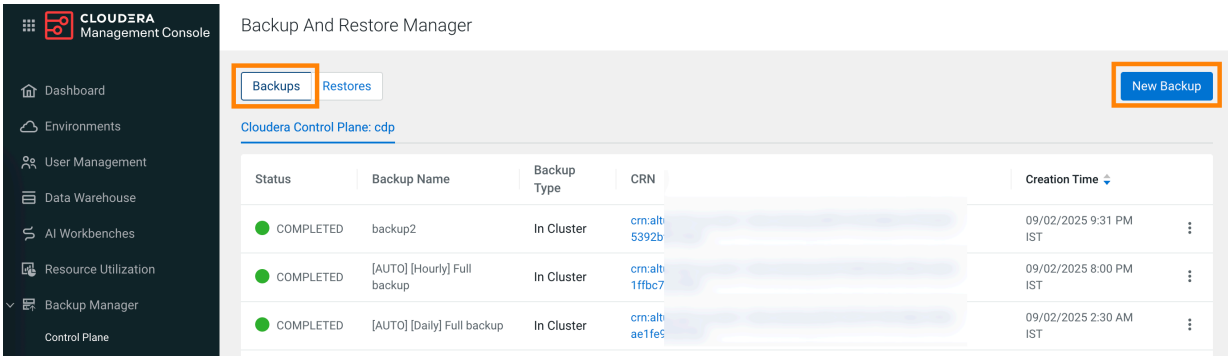 CLOUDERA
Management Console
Backup And Restore Manager
Dashboard
Environments
User Management
Data Warehouse
AI Workbenches
Resource Utilization
Backup Manager
Control Plane
Backups
Restores
New Backup
Cloudera Control Plane: cdp
Status
Backup Name
Backup
Type
CRN
Creation Time
COMPLETED
backup2
In Cluster
crn:alt
5392b
09/02/2025 9:31 PM
IST
COMPLETED
[AUTO] [Hourly] Full
backup
In Cluster
crn:alt
1ffbc7
09/02/2025 8:00 PM
IST
COMPLETED
[AUTO] [Daily] Full backup
In Cluster
crn:alt
ae1fe9
09/02/2025 2:30 AM
IST